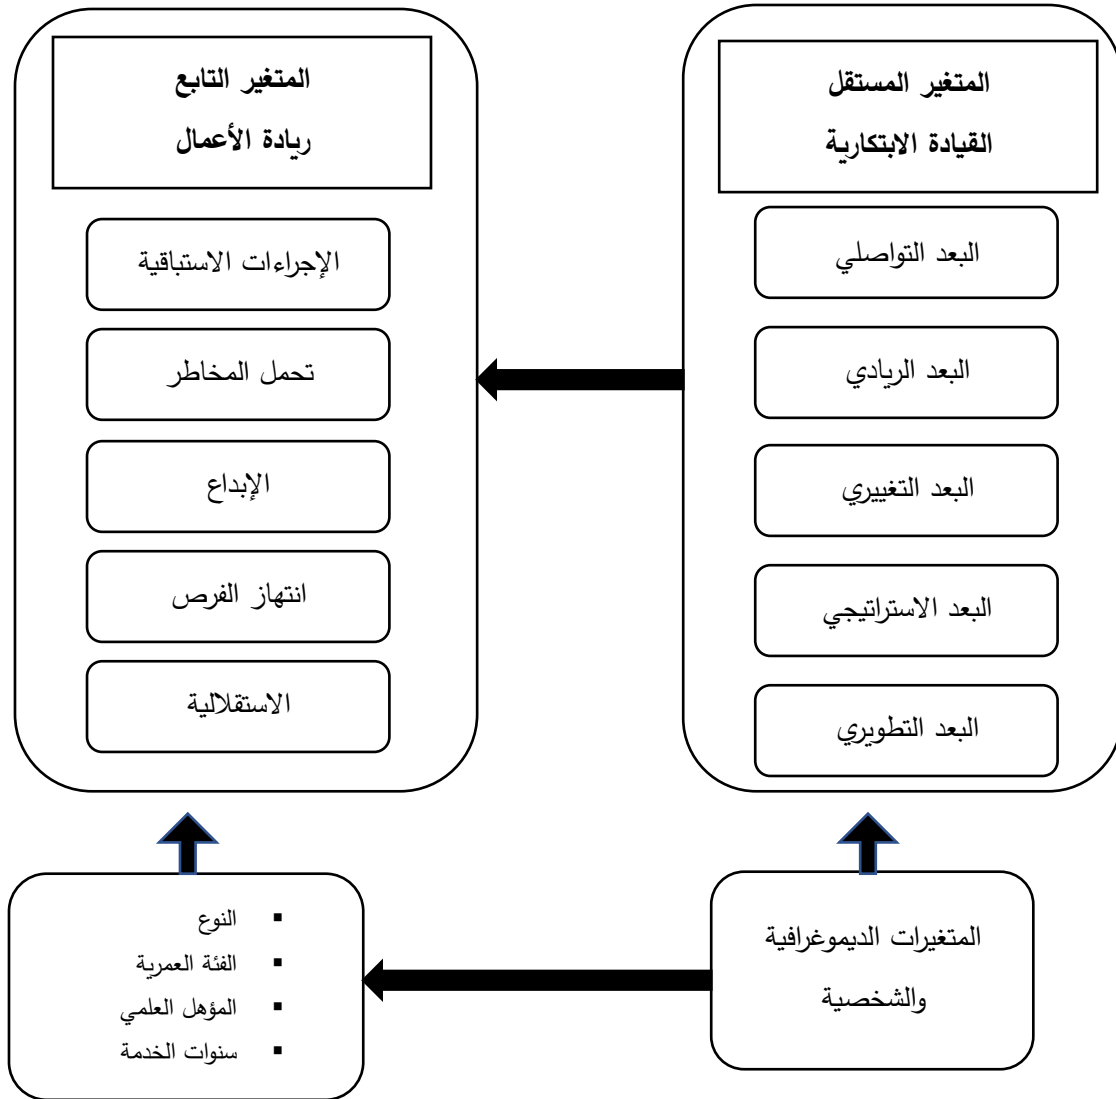 المتغير المستقل
القيادة الابتكارية
البعد التواصلي
البعد الريادي
البعد التغييري
البعد الاستراتيجي
البعد التطويري
المتغير التابع
ريادة الأعمال
الإجراءات الاستباقية
تحمل المخاطر
الإبداع
انتهاز الفرص
الاستقلالية
المتغيرات الديموغرافية
والشخصية
▪ النوع
▪ الفئة العمرية
▪ المؤهل العلمي
▪ سنوات الخدمة